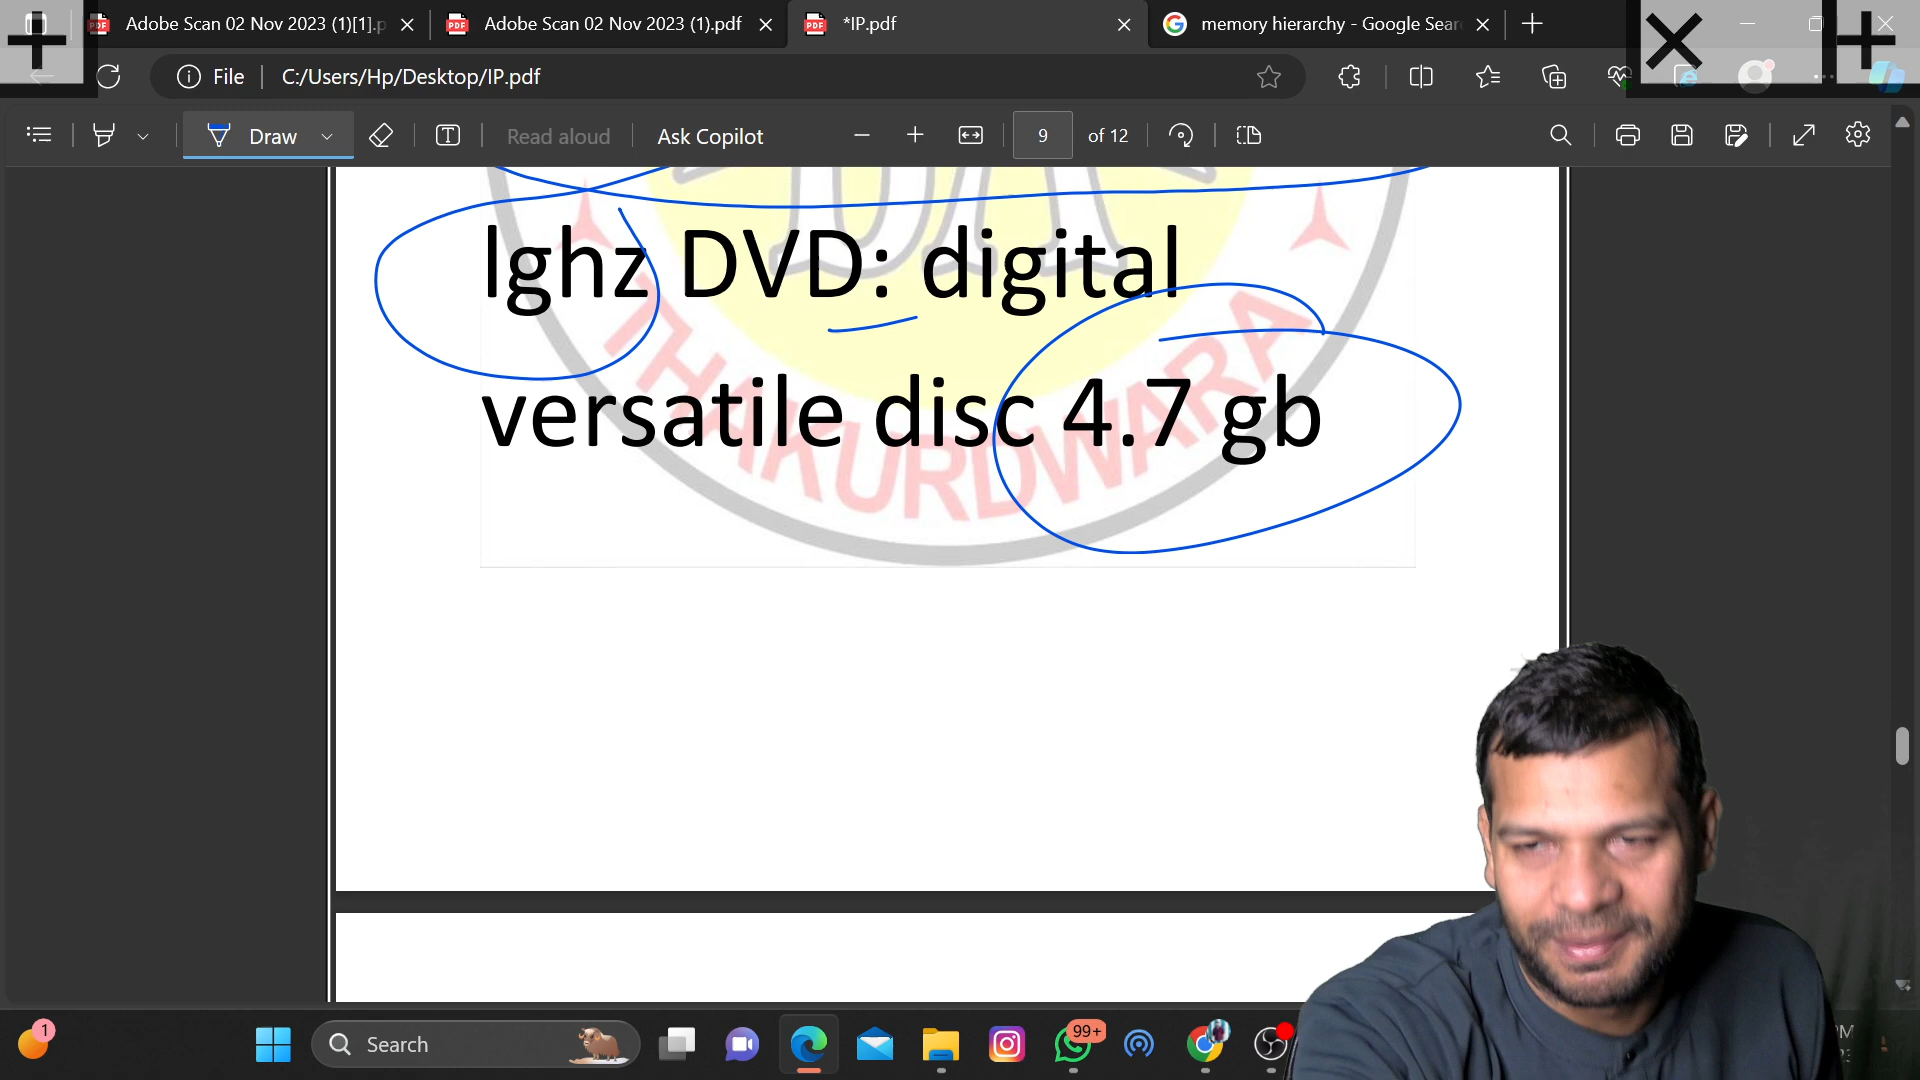 Adobe Scan 02 Nov 2023 (1)[1].p
Adobe Scan 02 Nov 2023 (1).pdf
*IP.pdf
memory hierarchy - Google Sear
File
C:/Users/Hp/Desktop/IP.pdf
Draw
Read aloud
Ask Copilot
9
of 12
lghz DVD: digital
versatile disc 4.7 gb
THAKURDWARA
1
Search
99+